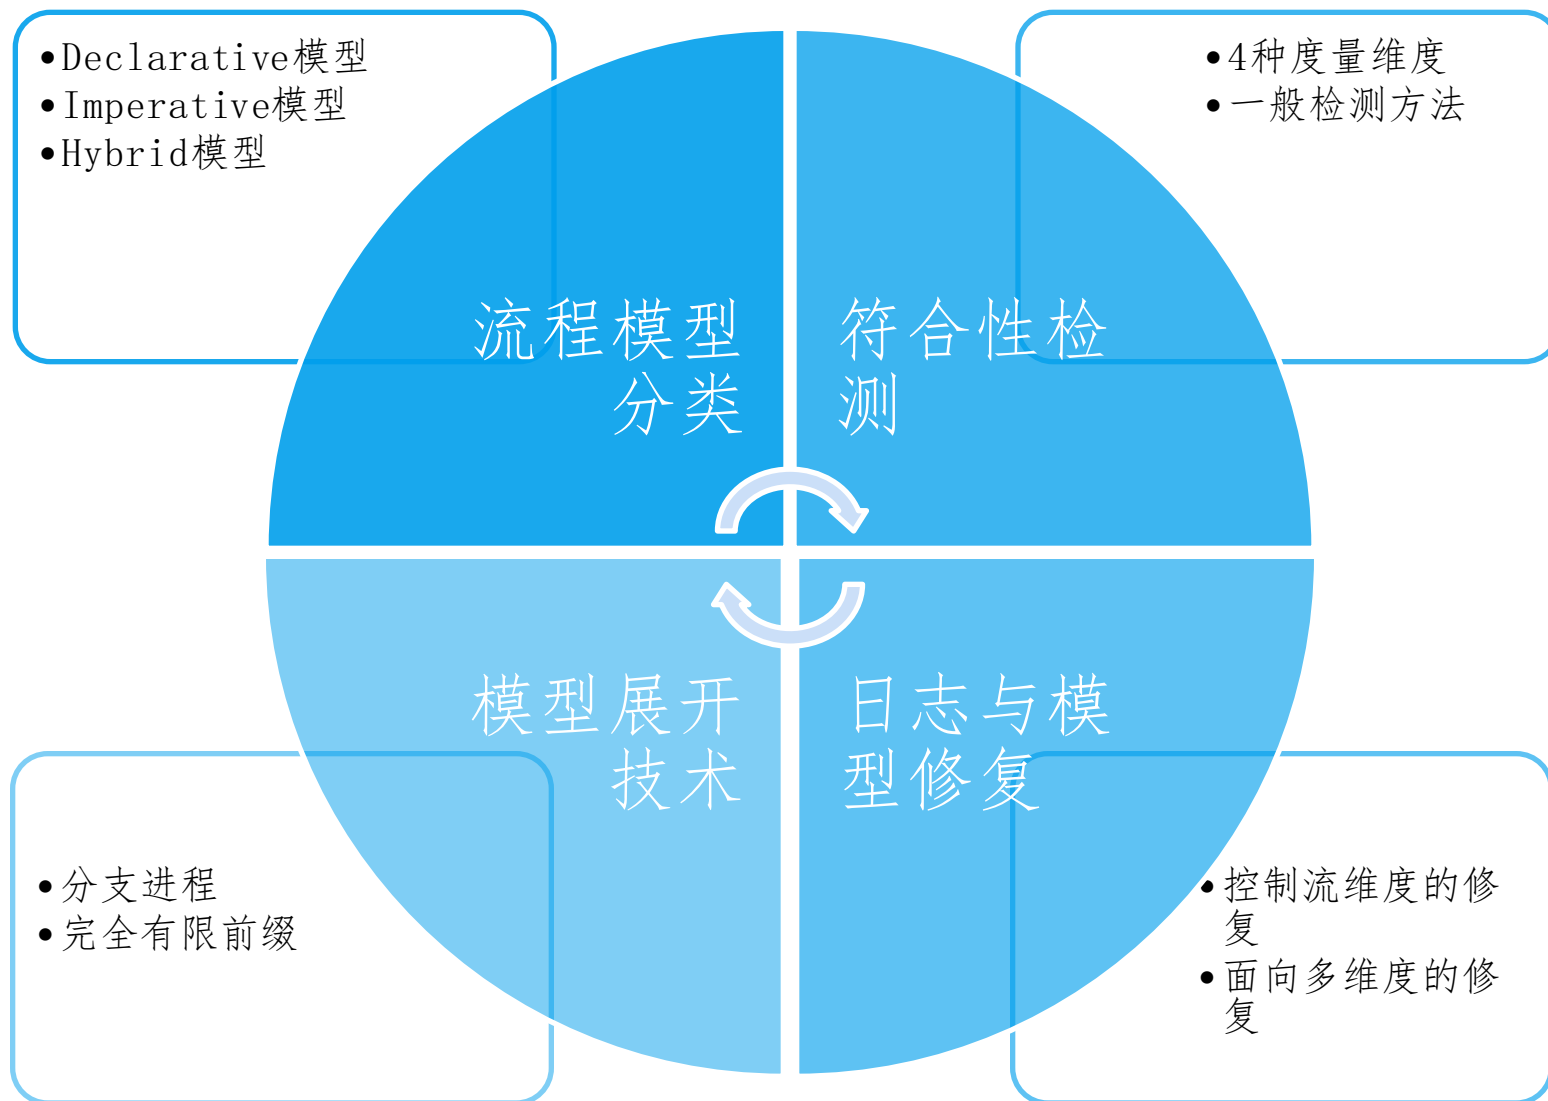 •Declarative模型
•Imperative模型
•Hybrid模型
•4种度量维度
•一般检测方法
流程模型
分类
符合性检
测
模型展开
技术
日志与模
型修复
•分支进程
•完全有限前缀
•控制流维度的修
复
•面向多维度的修
复